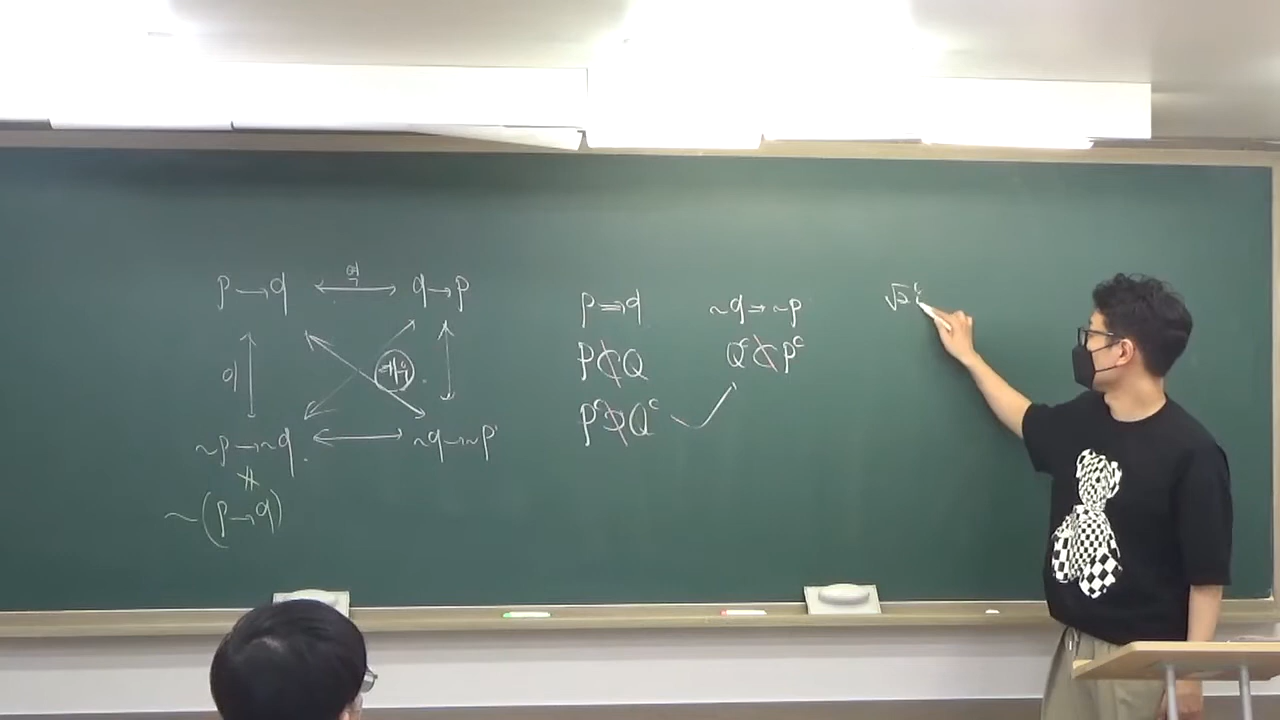 역
p → q ⟷ q → p
이
대우
~p → ~q ⟷ ~q → ~p
~(p → q)
p ⇒ q
P ⊂ Q
P^c ⊃ Q^c
~q ⇒ ~p
Q^c ⊂ P^c
√2